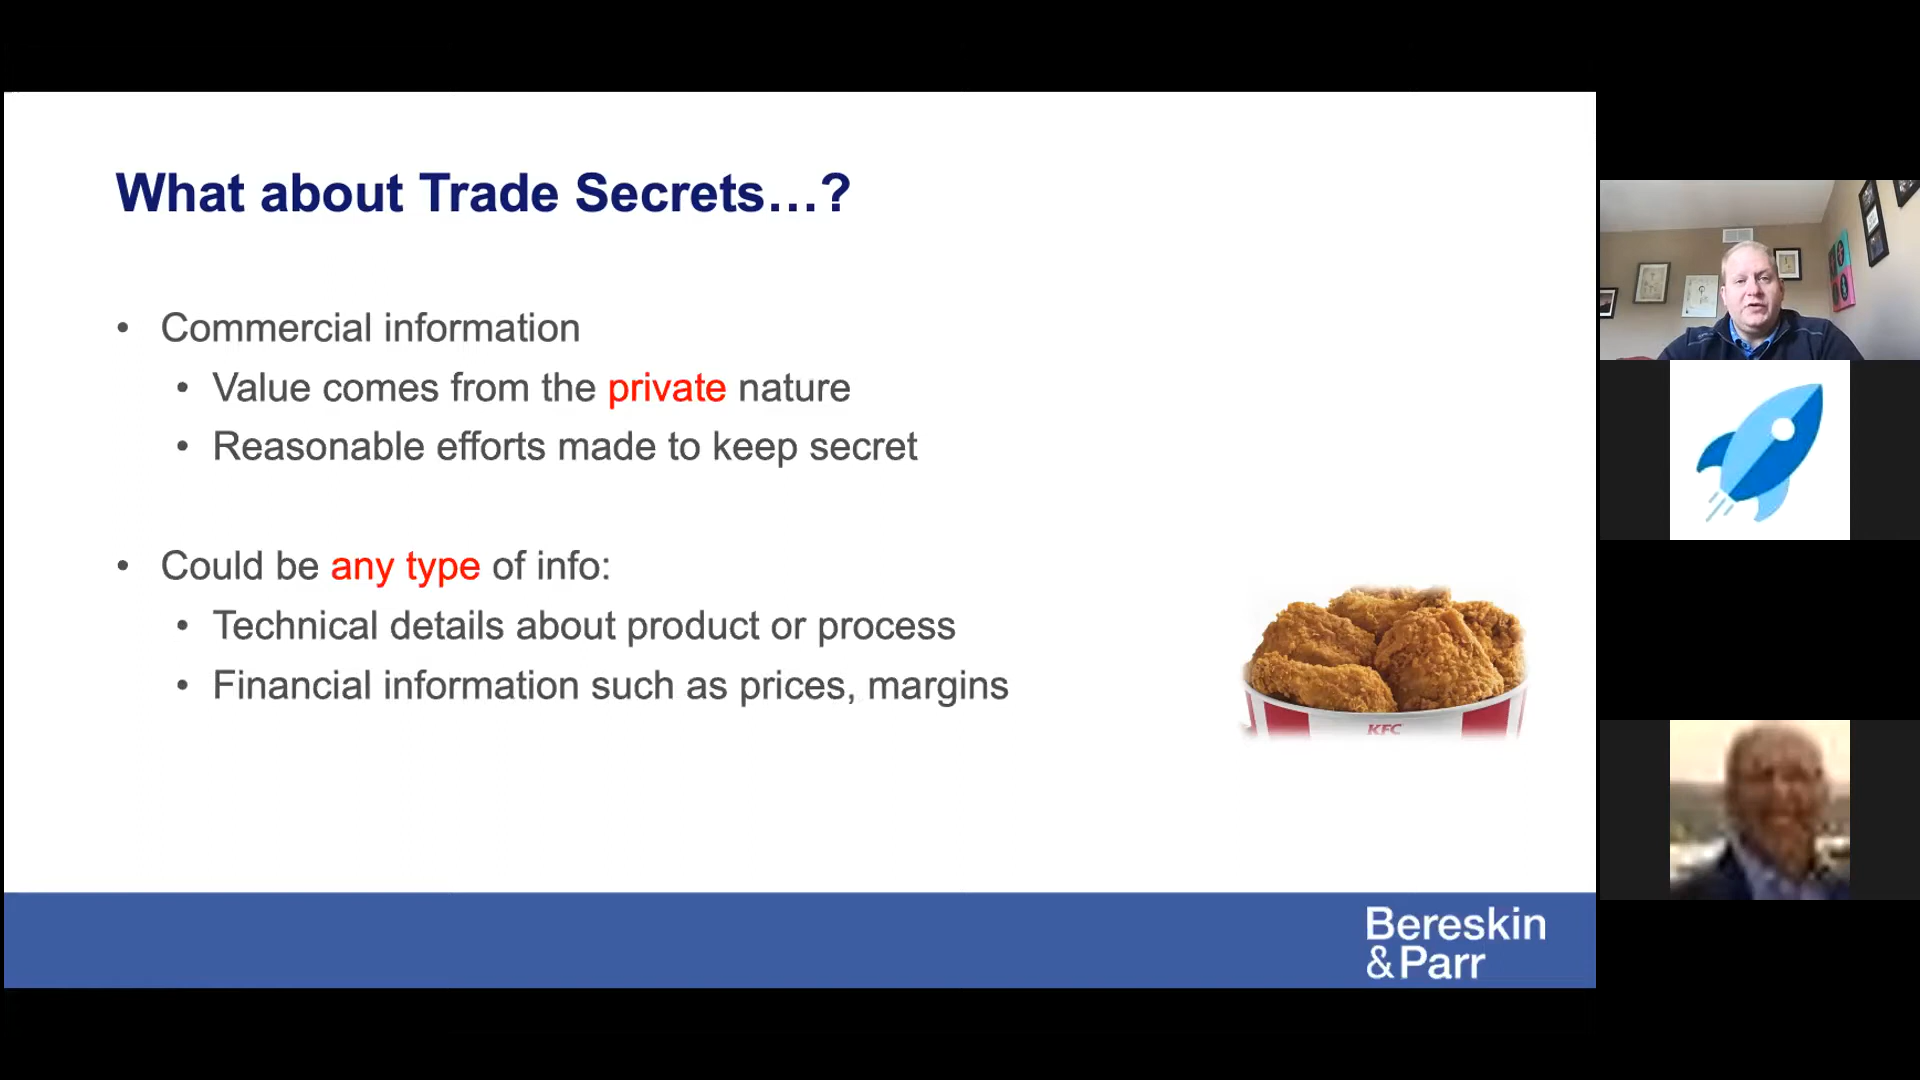 What about Trade Secrets…?
• Commercial information
• Value comes from the private nature
• Reasonable efforts made to keep secret
• Could be any type of info:
• Technical details about product or process
• Financial information such as prices, margins
KFC
Bereskin
& Parr